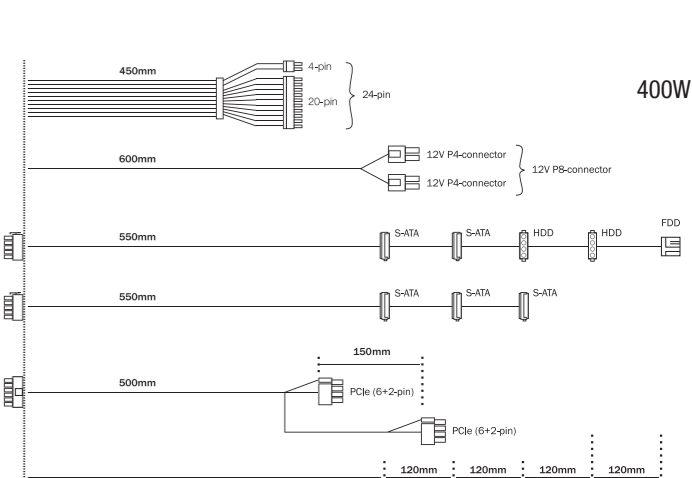 450mm
4-pin
20-pin
24-pin
400W
600mm
12V P4-connector
12V P4-connector
12V P8-connector
550mm
S-ATA
S-ATA
HDD
HDD
FDD
550mm
S-ATA
S-ATA
S-ATA
150mm
500mm
PCIe (6+2-pin)
PCIe (6+2-pin)
120mm
120mm
120mm
120mm